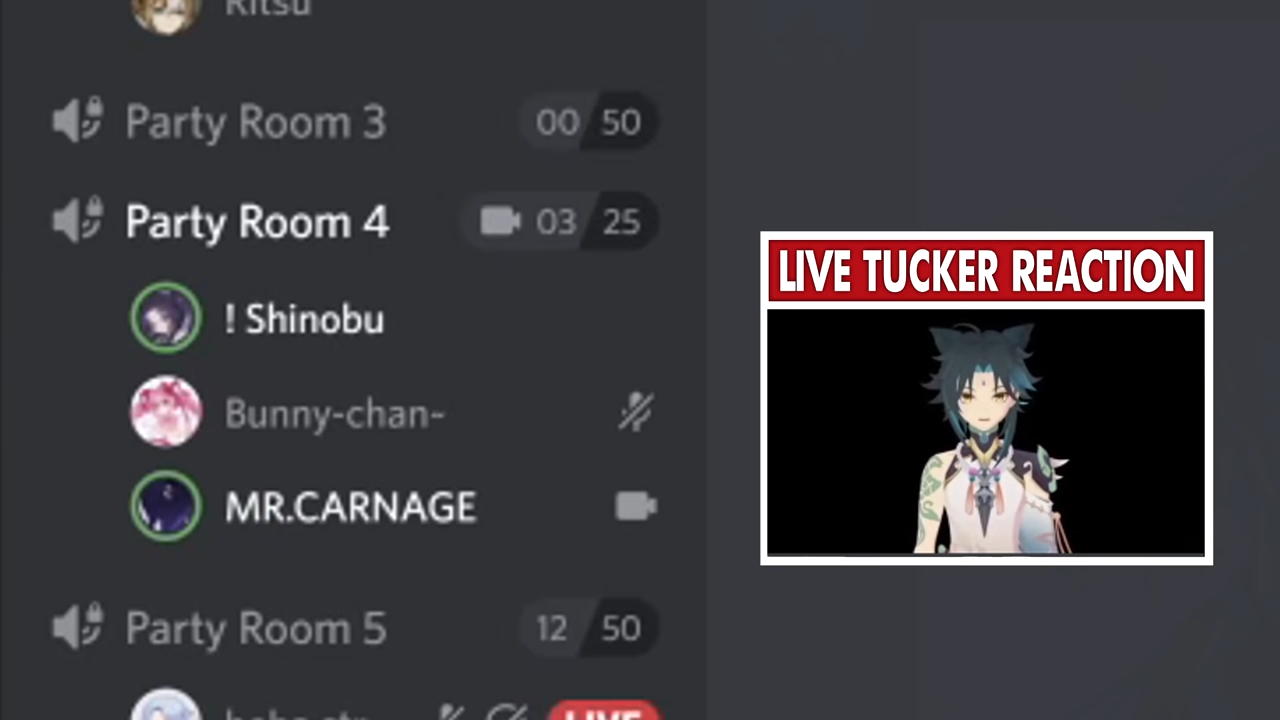 Ritsu
Party Room 3 00 50
Party Room 4 03 25
! Shinobu
Bunny-chan~
MR.CARNAGE
Party Room 5 12 50
LIVE
LIVE TUCKER REACTION